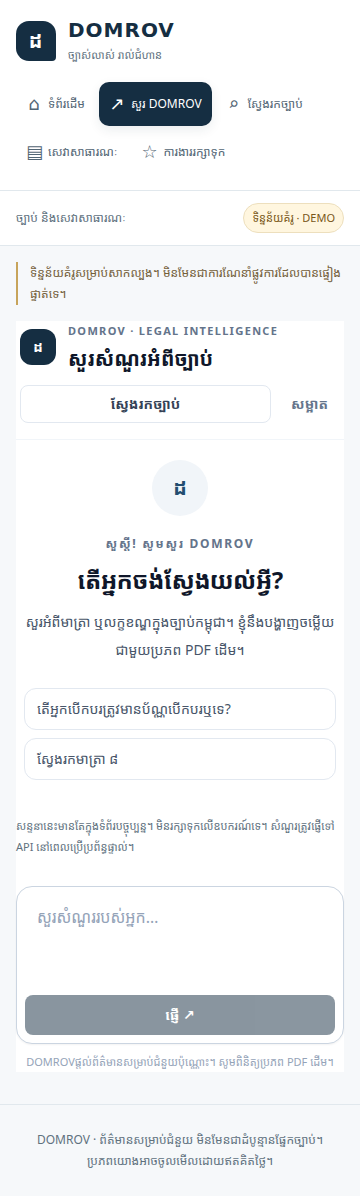 ដ
DOMROV
ច្បាស់លាស់ រាល់ជំហាន
ទំព័រដើម
សួរ DOMROV
ស្វែងរកច្បាប់
សេវាសាធារណៈ
ការងាររក្សាទុក
ច្បាប់ និងសេវាសាធារណៈ
ទិន្នន័យគំរូ · DEMO
ទិន្នន័យគំរូសម្រាប់សាកល្បង។ មិនមែនជាការណែនាំផ្លូវការដែលបានផ្ទៀង
ផ្ទាត់ទេ។
ដ
DOMROV · LEGAL INTELLIGENCE
សួរសំណួរអំពីច្បាប់
ស្វែងរកច្បាប់
សម្អាត
ដ
សួស្តី! សូមសួរ DOMROV
តើអ្នកចង់ស្វែងយល់អ្វី?
សួរអំពីមាត្រា ឬលក្ខខណ្ឌក្នុងច្បាប់កម្ពុជា។ ខ្ញុំនឹងបង្ហាញចម្លើយ
ជាមួយប្រភព PDF ដើម។
តើអ្នកបើកបរត្រូវមានប័ណ្ណបើកបរឬទេ?
ស្វែងរកមាត្រា ៨
សន្ទនានេះមានតែក្នុងទំព័របច្ចុប្បន្ន។ មិនរក្សាទុកលើឧបករណ៍ទេ។ សំណួរត្រូវផ្ញើទៅ
API នៅពេលប្រើប្រព័ន្ធផ្ទាល់។
សួរសំណួររបស់អ្នក...
ផ្ញើ ↗
DOMROVផ្តល់ព័ត៌មានសម្រាប់ជំនួយប៉ុណ្ណោះ។ សូមពិនិត្យប្រភព PDF ដើម។
DOMROV · ព័ត៌មានសម្រាប់ជំនួយ មិនមែនជាដំបូន្មានផ្នែកច្បាប់។
ប្រភពយោងអាចចូលមើលដោយឥតគិតថ្លៃ។